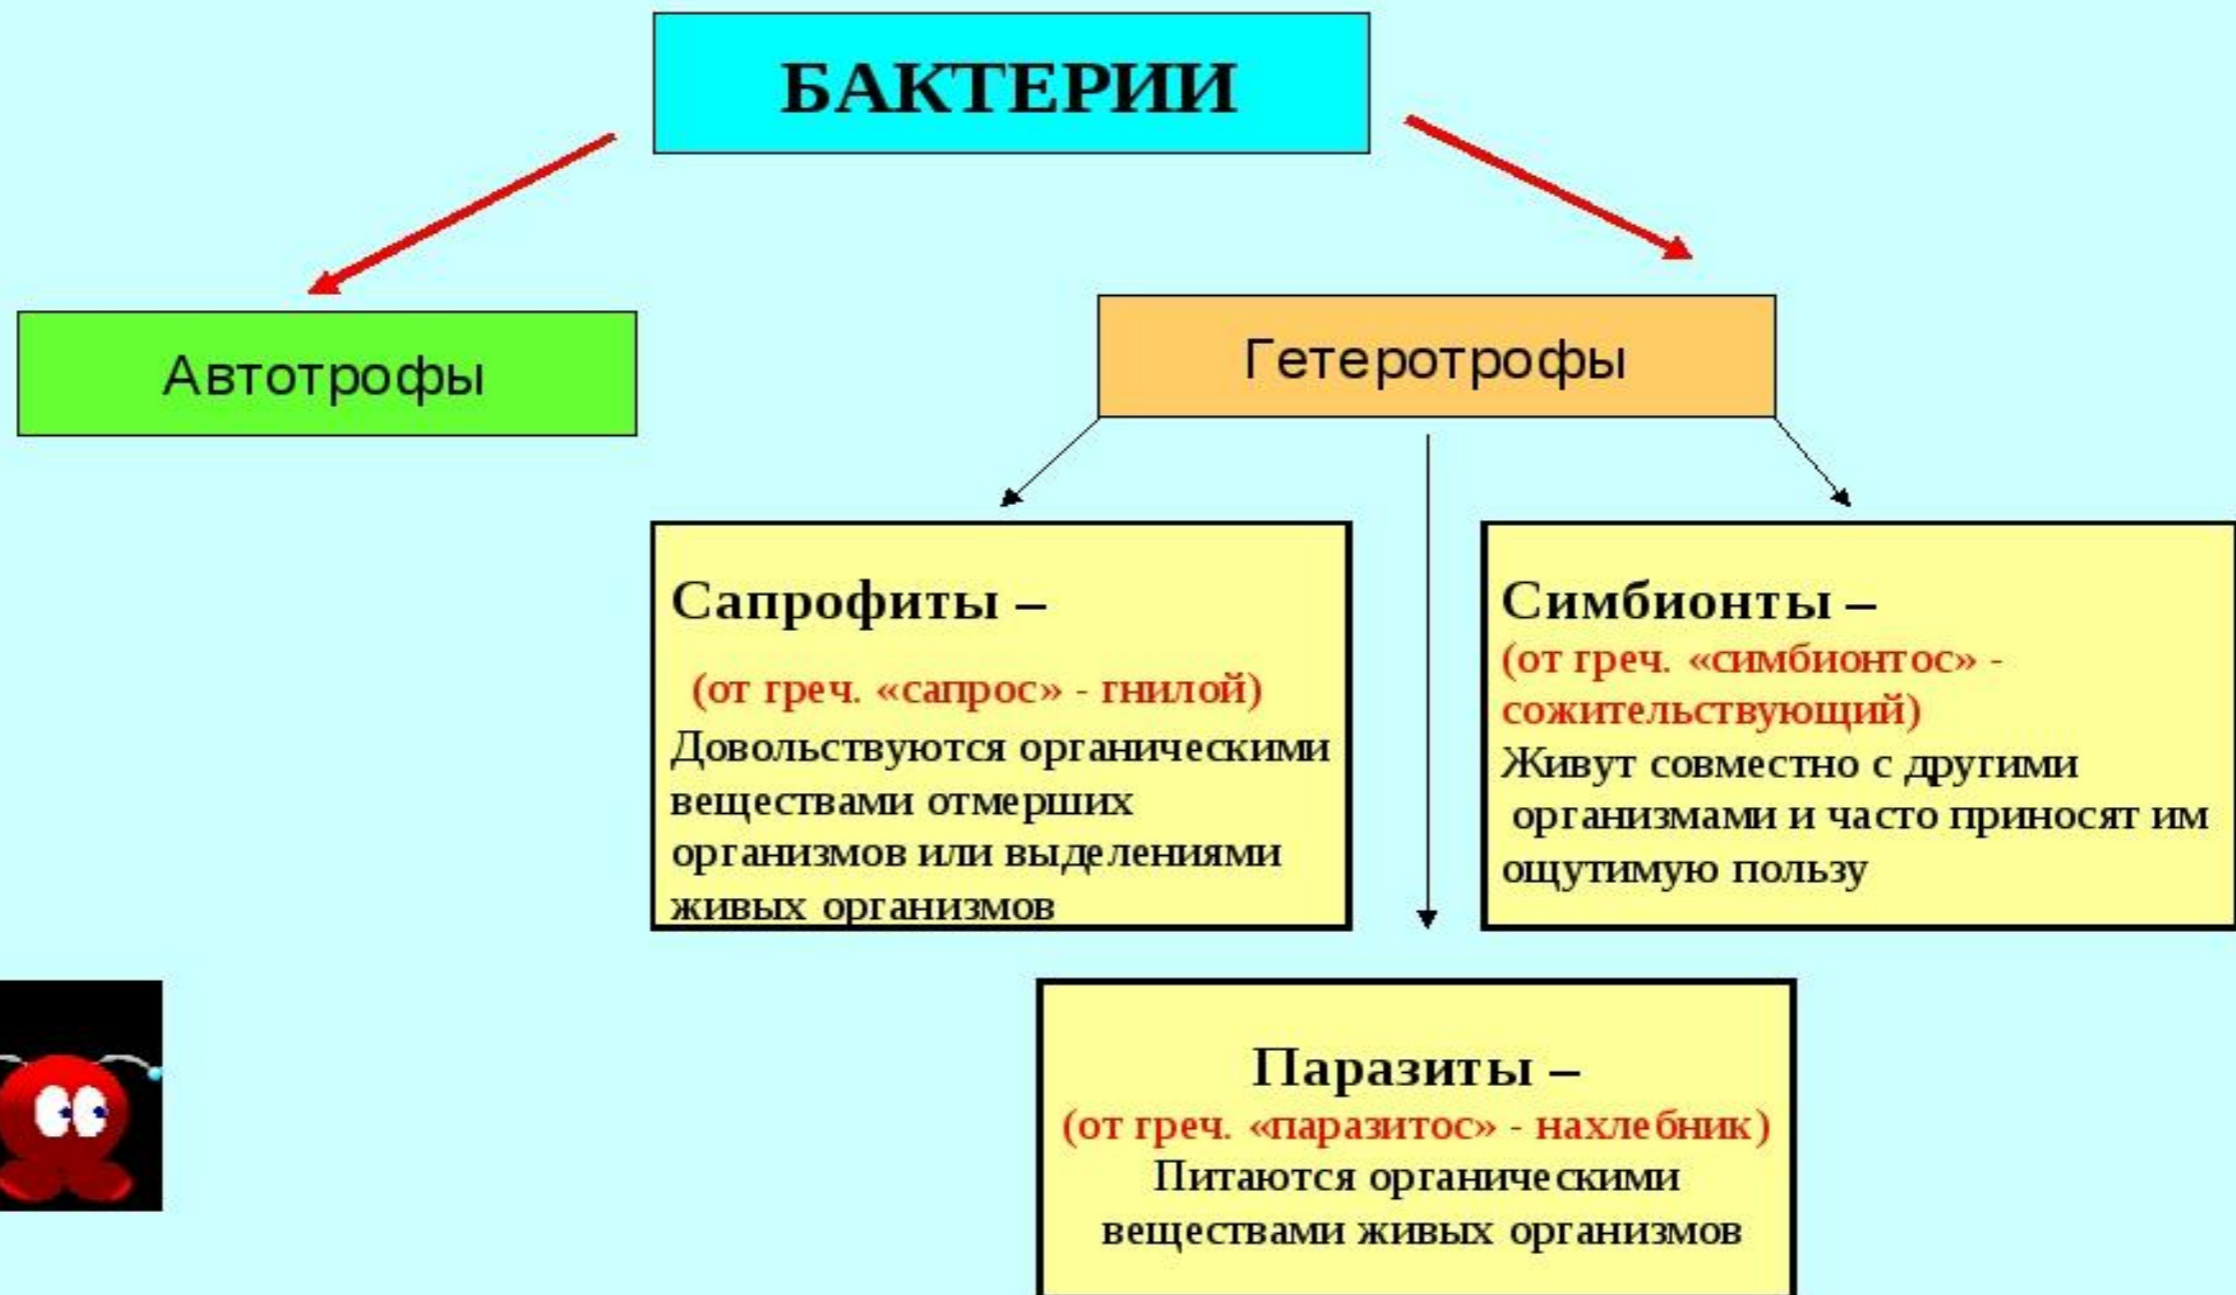 БАКТЕРИИ
Автотрофы
Гетеротрофы
Сапрофиты –
(от греч. «сапрос» - гнилой)
Довольствуются органическими
веществами отмерших
организмов или выделениями
живых организмов
Симбионты –
(от греч. «симбионтос» -
сожительствующий)
Живут совместно с другими
организмами и часто приносят им
ощутимую пользу
Паразиты –
(от греч. «паразитос» - нахлебник)
Питаются органическими
веществами живых организмов